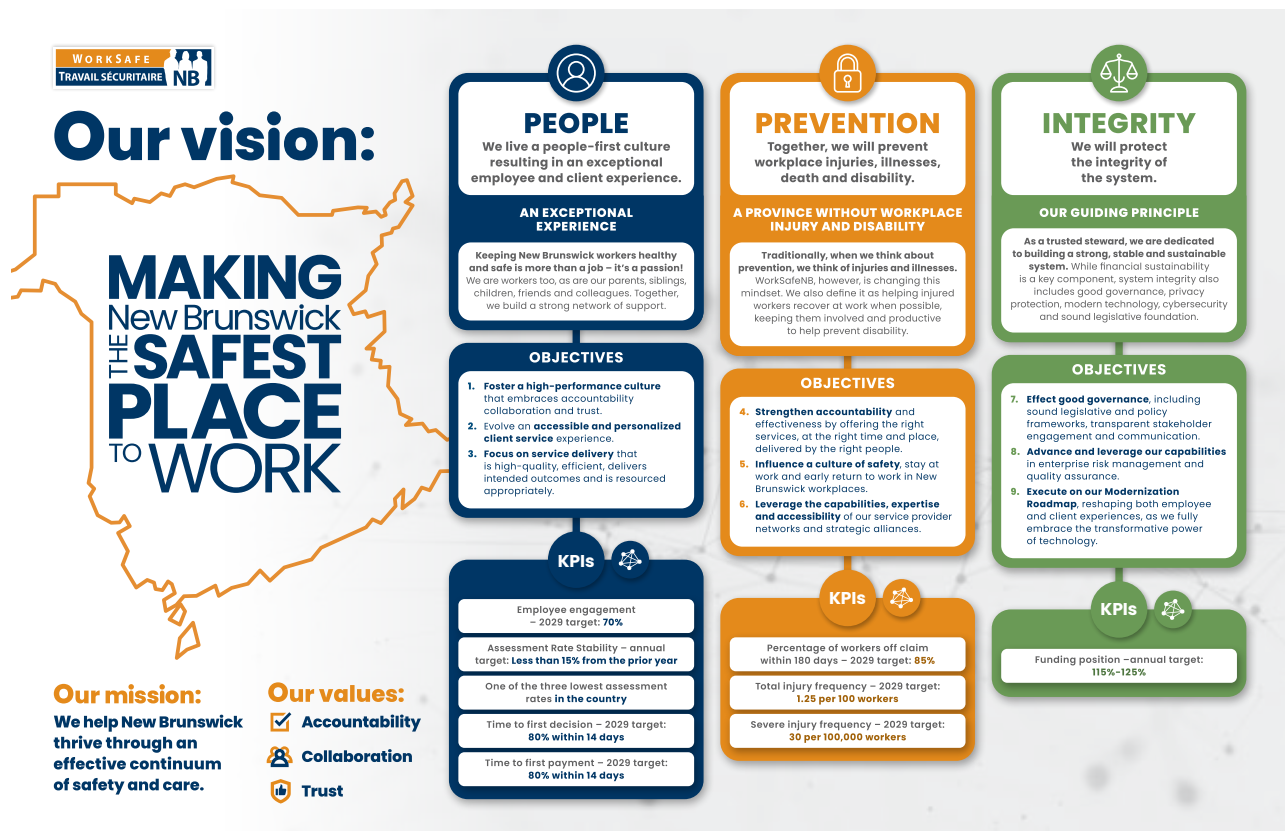 WORKSAFE
TRAVAIL SÉCURITAIRE NB
Our vision:
MAKING
New Brunswick
THE SAFEST
PLACE
TO WORK
Our mission:
We help New Brunswick
thrive through an
effective continuum
of safety and care.
Our values:
Accountability
Collaboration
Trust
PEOPLE
We live a people-first culture
resulting in an exceptional
employee and client experience.
AN EXCEPTIONAL
EXPERIENCE
Keeping New Brunswick workers healthy
and safe is more than a job – it's a passion!
We are workers too, as are our parents, siblings,
children, friends and colleagues. Together,
we build a strong network of support.
OBJECTIVES
1. Foster a high-performance culture
that embraces accountability
collaboration and trust.
2. Evolve an accessible and personalized
client service experience.
3. Focus on service delivery that
is high-quality, efficient, delivers
intended outcomes and is resourced
appropriately.
KPIs
Employee engagement
– 2029 target: 70%
Assessment Rate Stability – annual
target: Less than 15% from the prior year
One of the three lowest assessment
rates in the country
Time to first decision – 2029 target:
80% within 14 days
Time to first payment – 2029 target:
80% within 14 days
PREVENTION
Together, we will prevent
workplace injuries, illnesses,
death and disability.
A PROVINCE WITHOUT WORKPLACE
INJURY AND DISABILITY
Traditionally, when we think about
prevention, we think of injuries and illnesses.
WorkSafeNB, however, is changing this
mindset. We also define it as helping injured
workers recover at work when possible,
keeping them involved and productive
to help prevent disability.
OBJECTIVES
4. Strengthen accountability and
effectiveness by offering the right
services, at the right time and place,
delivered by the right people.
5. Influence a culture of safety, stay at
work and early return to work in New
Brunswick workplaces.
6. Leverage the capabilities, expertise
and accessibility of our service provider
networks and strategic alliances.
KPIs
Percentage of workers off claim
within 180 days – 2029 target: 85%
Total injury frequency – 2029 target:
1.25 per 100 workers
Severe injury frequency – 2029 target:
30 per 100,000 workers
INTEGRITY
We will protect
the integrity of
the system.
OUR GUIDING PRINCIPLE
As a trusted steward, we are dedicated
to building a strong, stable and sustainable
system. While financial sustainability
is a key component, system integrity also
includes good governance, privacy
protection, modern technology, cybersecurity
and sound legislative foundation.
OBJECTIVES
7. Effect good governance, including
sound legislative and policy
frameworks, transparent stakeholder
engagement and communication.
8. Advance and leverage our capabilities
in enterprise risk management and
quality assurance.
9. Execute on our Modernization
Roadmap, reshaping both employee
and client experiences, as we fully
embrace the transformative power
of technology.
KPIs
Funding position –annual target:
115%-125%